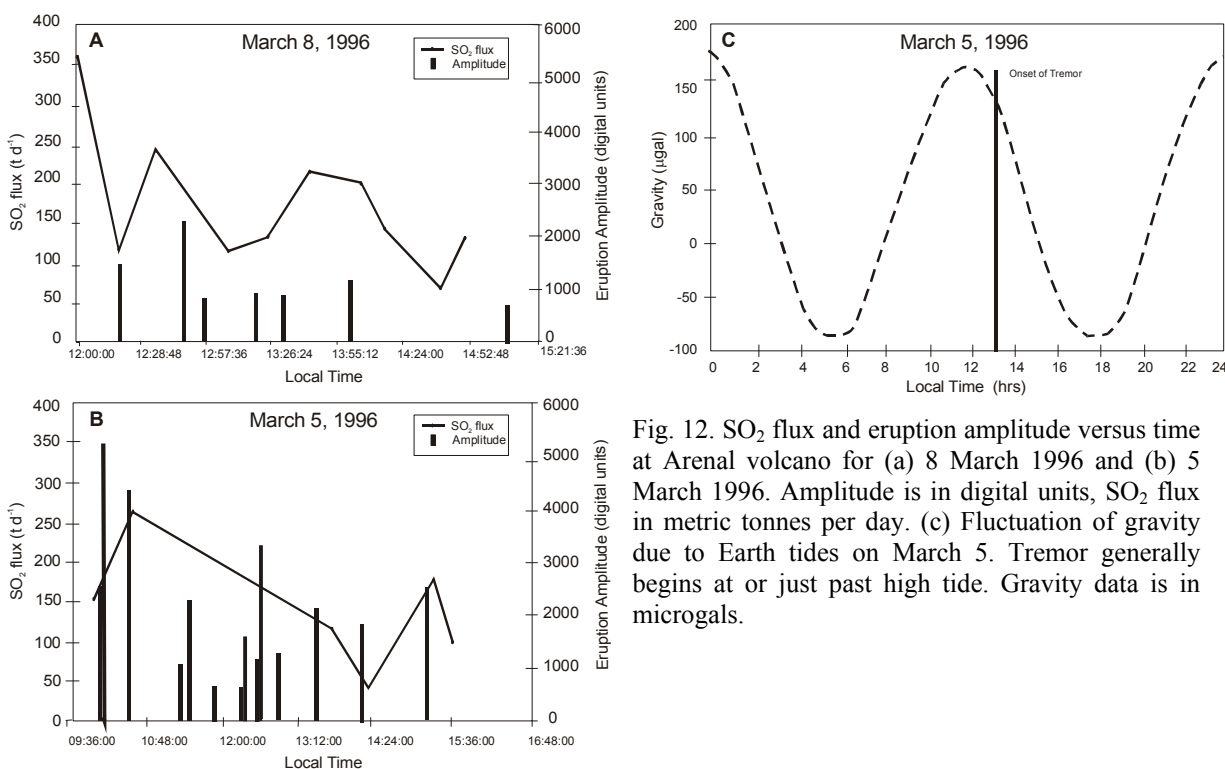 A
March 8, 1996
SO₂ flux
Amplitude
SO₂ flux (t d⁻¹)
400
350
300
250
200
150
100
50
0
Eruption Amplitude (digital units)
6000
5000
4000
3000
2000
1000
0
12:00:00 12:28:48 12:57:36 13:26:24 13:55:12 14:24:00 14:52:48 15:21:36
Local Time
B
March 5, 1996
SO₂ flux
Amplitude
SO₂ flux (t d⁻¹)
400
350
300
250
200
150
100
50
0
Eruption Amplitude (digital units)
6000
5000
4000
3000
2000
1000
0
09:36:00 10:48:00 12:00:00 13:12:00 14:24:00 15:36:00 16:48:00
Local Time
C
March 5, 1996
Onset of Tremor
Gravity (µgal)
200
150
100
50
0
-50
-100
0 2 4 6 8 10 12 14 16 18 20 22 24
Local Time (hrs)
Fig. 12. SO₂ flux and eruption amplitude versus time
at Arenal volcano for (a) 8 March 1996 and (b) 5
March 1996. Amplitude is in digital units, SO₂ flux
in metric tonnes per day. (c) Fluctuation of gravity
due to Earth tides on March 5. Tremor generally
begins at or just past high tide. Gravity data is in
microgals.